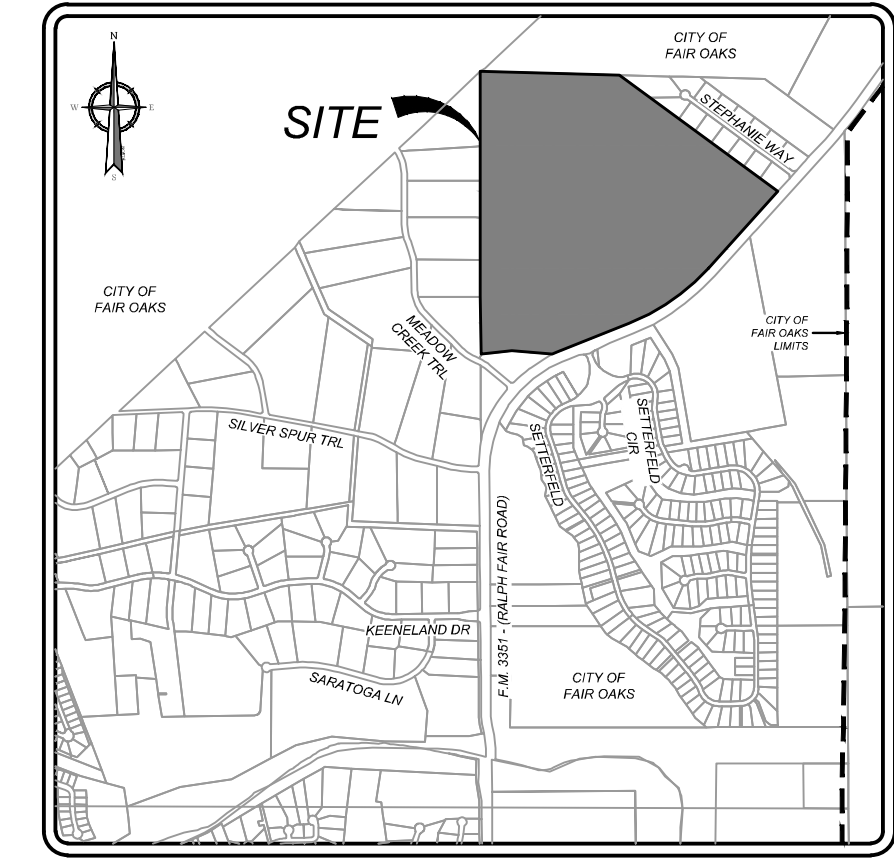 CITY OF
FAIR OAKS
N
W
E
S
SITE
STEPHANIE WAY
CITY OF
FAIR OAKS
MEADOW
CREEK TRL
CITY OF
FAIR OAKS
LIMITS
SILVER SPUR TRL
SETTERFELD
SETTERFELD
CIR
F.M. 3351 - (RALPH FAIR ROAD)
KEENELAND DR
SARATOGA LN
CITY OF
FAIR OAKS